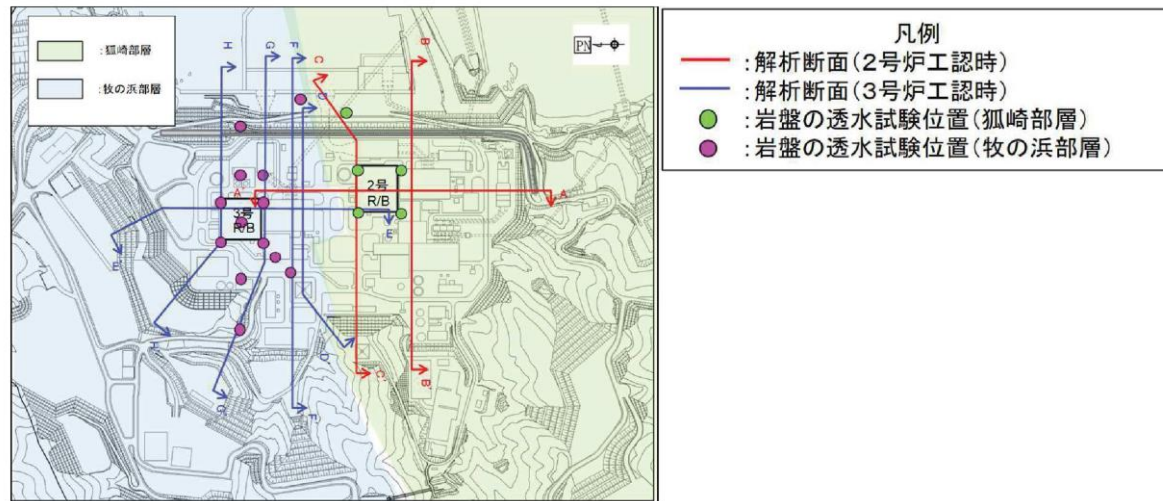 :狐崎部層
:牧の浜部層
PN
H
G
F
C
D
B
2号
R/B
A'
A
3号
R/B
E
E
H'
D'
C'
B'
G'
F
凡例
:解析断面(2号炉工認時)
:解析断面(3号炉工認時)
:岩盤の透水試験位置(狐崎部層)
:岩盤の透水試験位置(牧の浜部層)